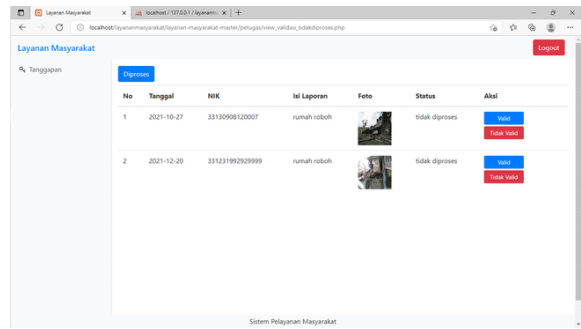 Layanan Masyarakat
localhost / 127.0.0.1 / layananm
localhost/layananmasyarakat/layanan-masyarakat-master/petugas/view_validasi_tidakdiproses.php
Layanan Masyarakat
Logout
Tanggapan
Diproses
No Tanggal NIK Isi Laporan Foto Status Aksi
1 2021-10-27 33130908120007 rumah roboh tidak diproses Valid
Tidak Valid
2 2021-12-20 331231992929999 rumah roboh tidak diproses Valid
Tidak Valid
Sistem Pelayanan Masyarakat